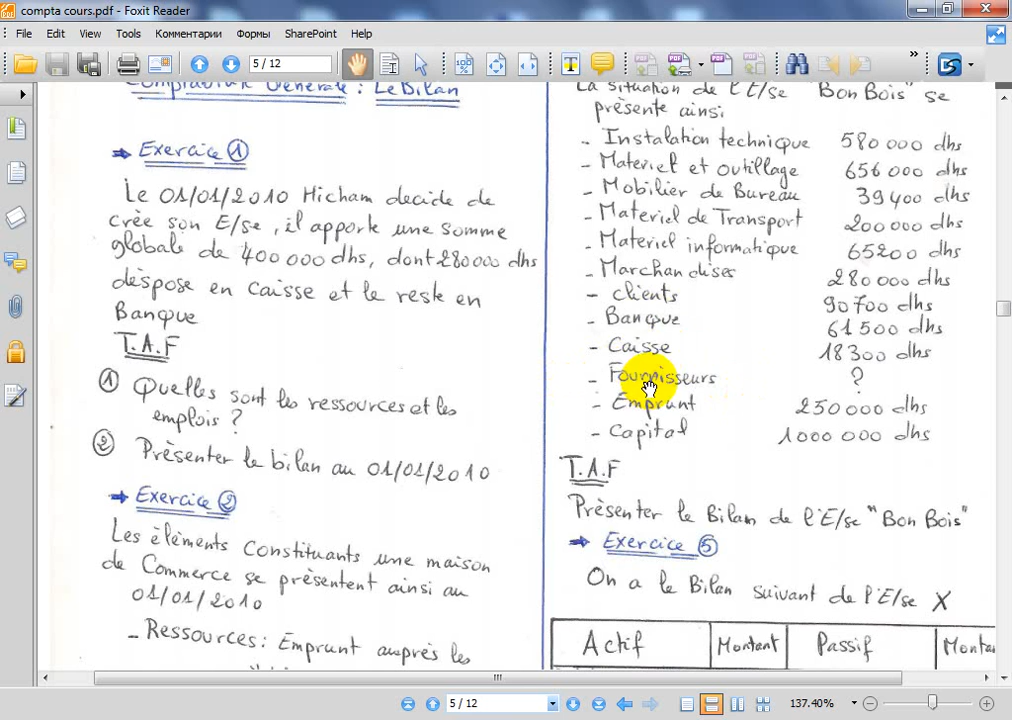 compta cours.pdf - Foxit Reader
File Edit View Tools Комментарии Формы SharePoint Help
5 / 12
Comptabilité Générale : Le Bilan
➔ Exercice ①
Le 01/01/2010 Hicham decide de
crée son E/se, il apporte une somme
globale de 400 000 dhs, dont 280000 dhs
déspose en Caisse et le reste en
Banque
T.A.F
① Quelles sont les ressources et les
emplois ?
② Présenter le bilan au 01/01/2010
➔ Exercice ②
Les éléments constituants une maison
de Commerce se présentent ainsi au
01/01/2010
- Ressources : Emprunt auprès les
La situation de l'E/se "Bon Bois" se
présente ainsi
- Instalation technique 580 000 dhs
- Materiel et outillage 656 000 dhs
- Mobilier de Bureau 39 400 dhs
- Materiel de Transport 200 000 dhs
- Materiel informatique 65200 dhs
- Marchandises 280 000 dhs
- clients 90 700 dhs
- Banque 61 500 dhs
- Caisse 18 300 dhs
- Fournisseurs ?
- Emprunt 250 000 dhs
- Capital 1000 000 dhs
T.A.F
Présenter le Bilan de l'E/se "Bon Bois"
➔ Exercice ⑤
On a le Bilan suivant de l'E/se X
Actif Montant Passif Monta
5 / 12 137.40%